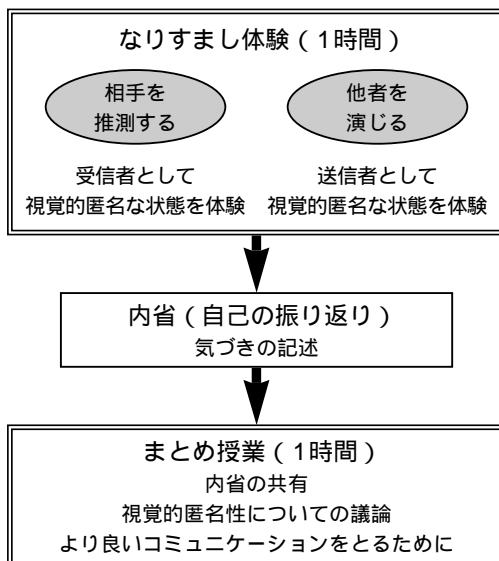 なりすまし体験（1時間）
相手を
推測する
他者を
演じる
受信者として
視覚的匿名な状態を体験
送信者として
視覚的匿名な状態を体験
内省（自己の振り返り）
気づきの記述
まとめ授業（1時間）
内省の共有
視覚的匿名性についての議論
より良いコミュニケーションをとるために